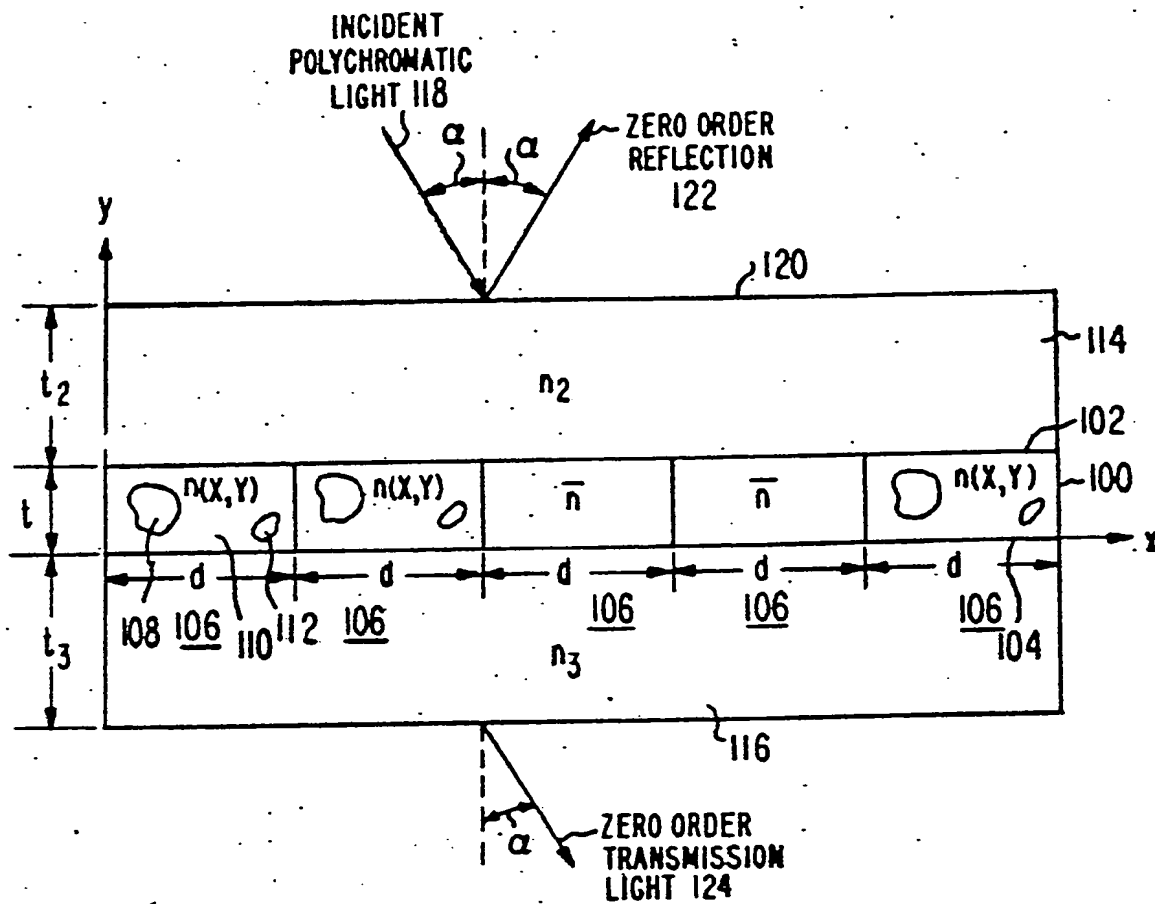 INCIDENT
POLYCHROMATIC
LIGHT 118
α α
ZERO ORDER
REFLECTION
122
y
120
114
t2
n2
102
100
n(X,Y) n(X,Y) n̅ n̅ n(X,Y)
t
x
d d d d d
108 106 110 112 106 106 106 106 104
t3
n3
116
α
ZERO ORDER
TRANSMISSION
LIGHT 124